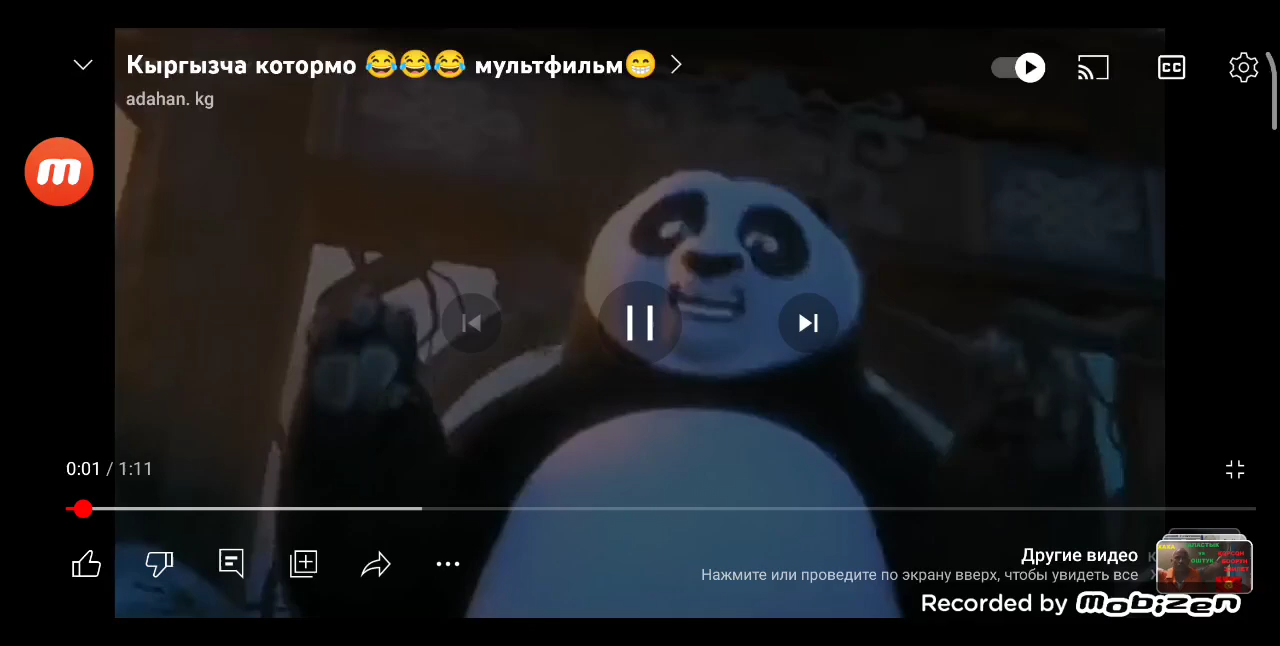 Кыргызча котормо 😂😂😂 мультфильм😁
adahan. kg
CC
m
0:01 / 1:11
Другие видео
Нажмите или проведите по экрану вверх, чтобы увидеть все
Recorded by mobizen